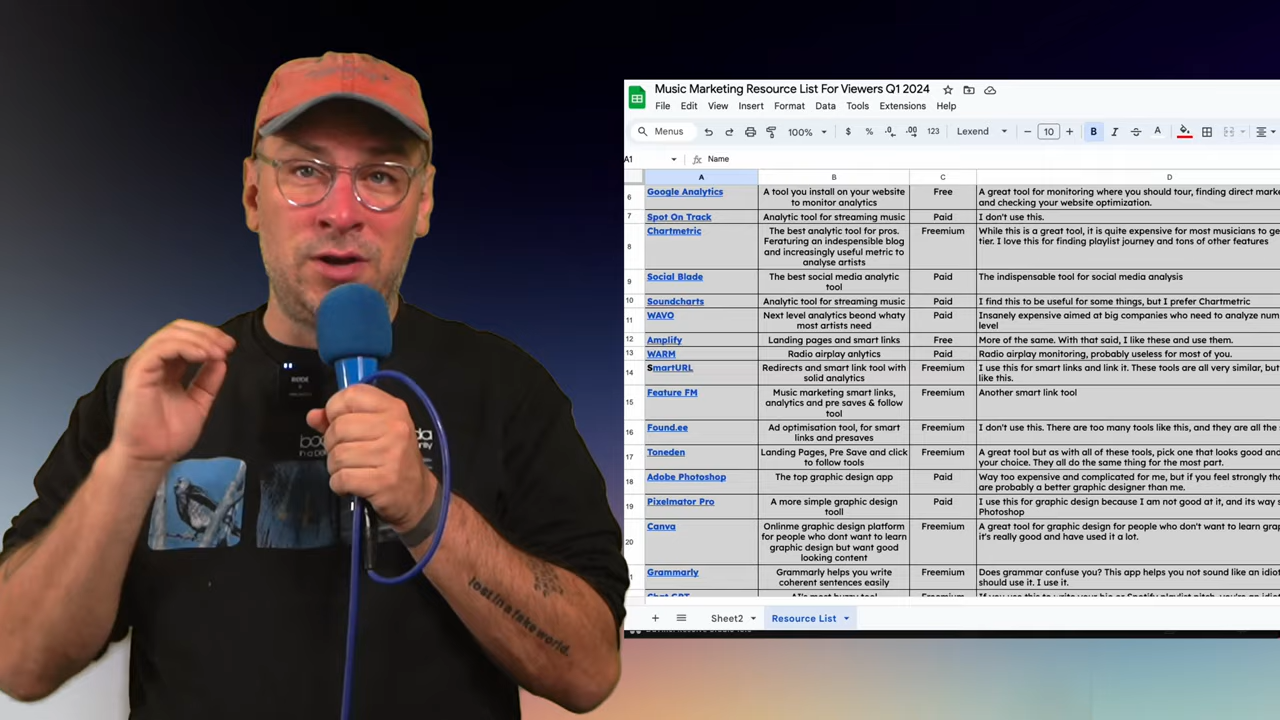 Music Marketing Resource List For Viewers Q1 2024
File Edit View Insert Format Data Tools Extensions Help
Menus 100% $ % .0 .00 123 Lexend 10 B I A
A1 fx Name
A B C D
6 Google Analytics A tool you install on your website Free A great tool for monitoring where you should tour, finding direct
to monitor analytics and checking your website optimization.
7 Spot On Track Analytic tool for streaming music Paid I don't use this.
8 Chartmetric The best analytic tool for pros. Freemium While this is a great tool, it is quite expensive for most musicians to
Feraturing an indespensible blog tier. I love this for finding playlist journey and tons of other features
and increasingly useful metric to
analyse artists
9 Social Blade The best social media analytic Paid The indispensable tool for social media analysis
tool
10 Soundcharts Analytic tool for streaming music Paid I find this to be useful for some things, but I prefer Chartmetric
11 WAVO Next level analytics beond whaty Paid Insanely expensive aimed at big companies who need to analyze
most artists need level
12 Amplify Landing pages and smart links Free More of the same. With that said, I like these and use them.
13 WARM Radio airplay anlytics Paid Radio airplay monitoring, probably useless for most of you.
14 SmartURL Redirects and smart link tool with Freemium I use this for smart links and link it. These tools are all very similar, but
solid analytics like this.
15 Feature FM Music marketing smart links, Freemium Another smart link tool
analytics and pre saves & follow
tool
16 Found.ee Ad optimisation tool, for smart Freemium I don't use this. There are too many tools like this, and they are all the
links and presaves
17 Toneden Landing Pages, Pre Save and click Freemium A great tool but as with all of these tools, pick one that looks good and
to follow tools your choice. They all do the same thing for the most part.
18 Adobe Photoshop The top graphic design app Paid Way too expensive and complicated for me, but if you feel strongly
are probably a better graphic designer than me.
19 Pixelmator Pro A more simple graphic design Paid I use this for graphic design because I am not good at it, and its way
tooll Photoshop
20 Canva Onlinme graphic design platform Freemium A great tool for graphic design for people who don't want to learn
for people who dont want to learn it's really good and have used it a lot.
graphic design but want good
looking content
Grammarly Grammarly helps you write Freemium Does grammar confuse you? This app helps you not sound like an idiot
coherent sentences easily should use it. I use it.
Sheet2 Resource List
RODE
lost in a fake world.